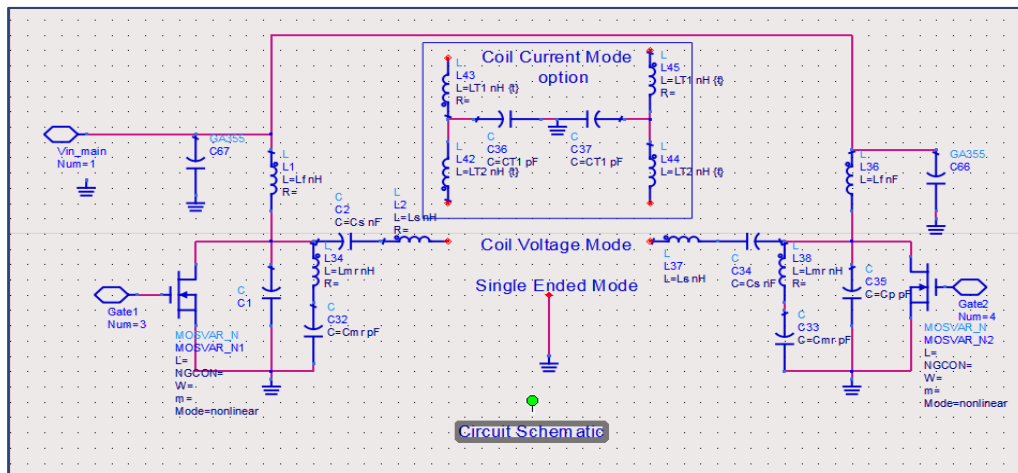 Coil Current Mode
option
L
L43
L=LT1 nH {t}
R=
L
L45
L=LT1 nH {t}
R=
C
C36
C=CT1 pF
C
C37
C=CT1 pF
L
L42
L=LT2 nH {t}
R=
L
L44
L=LT2 nH {t}
R=
Vin_main
Num=1
GA355
C67
L
L1
L=Lf nH
R=
L
L36
L=Lf nF
GA355
C66
C
C2
C=Cs nF
L
L2
L=Ls nH
R=
Coil Voltage Mode
Single Ended Mode
L
L37
L=Ls nH
C
C34
C=Cs nF
L
L34
L=Lmr nH
R=
L
L38
L=Lmr nH
R=
C
C1
C
C32
C=Cmr pF
C
C35
C=Cp pF
C
C33
C=Cmr pF
Gate1
Num=3
Gate2
Num=4
MOSVAR_N
MOSVAR_N1
L=
NGCON=
W=
m=
Mode=nonlinear
MOSVAR_N
MOSVAR_N2
L=
NGCON=
W=
m=
Mode=nonlinear
Circuit Schematic